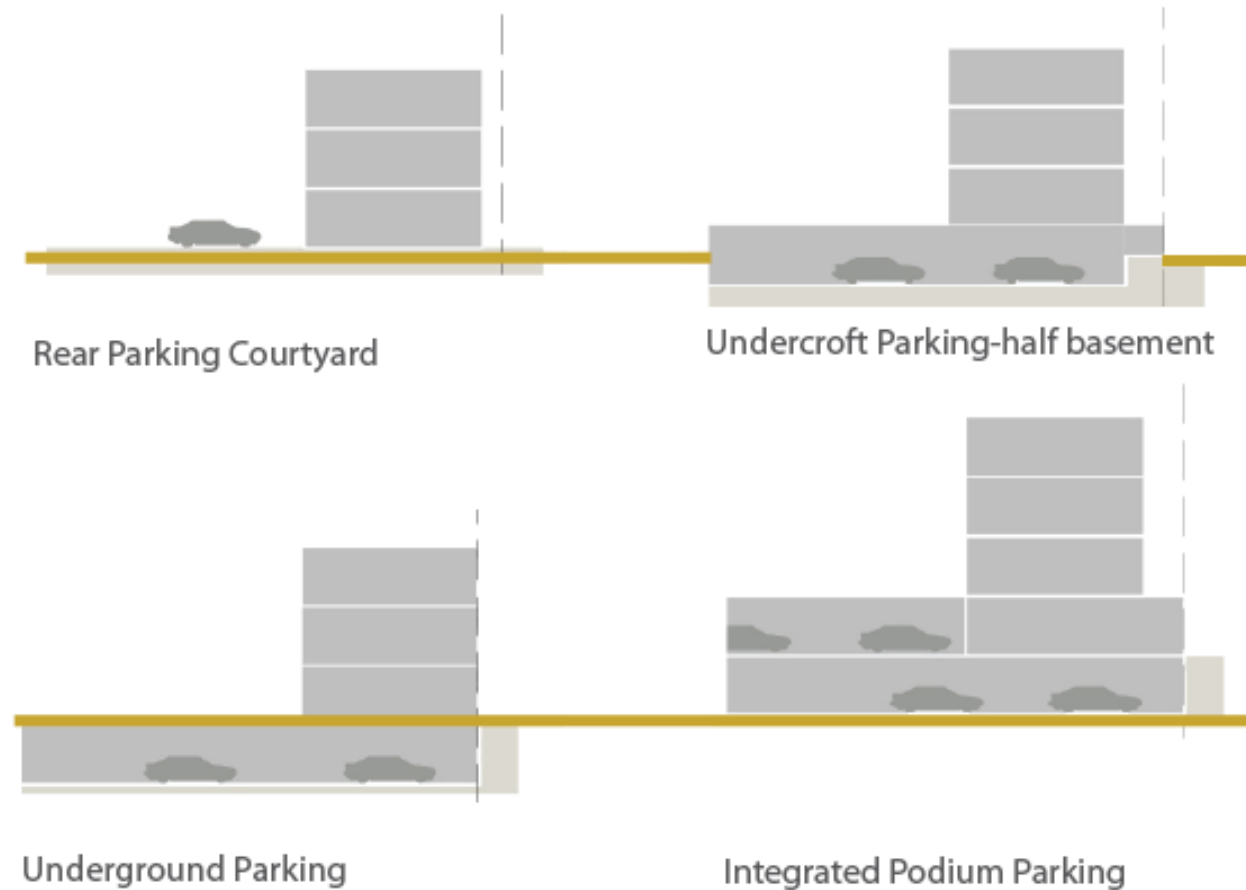 Rear Parking Courtyard
Undercroft Parking-half basement
Underground Parking
Integrated Podium Parking